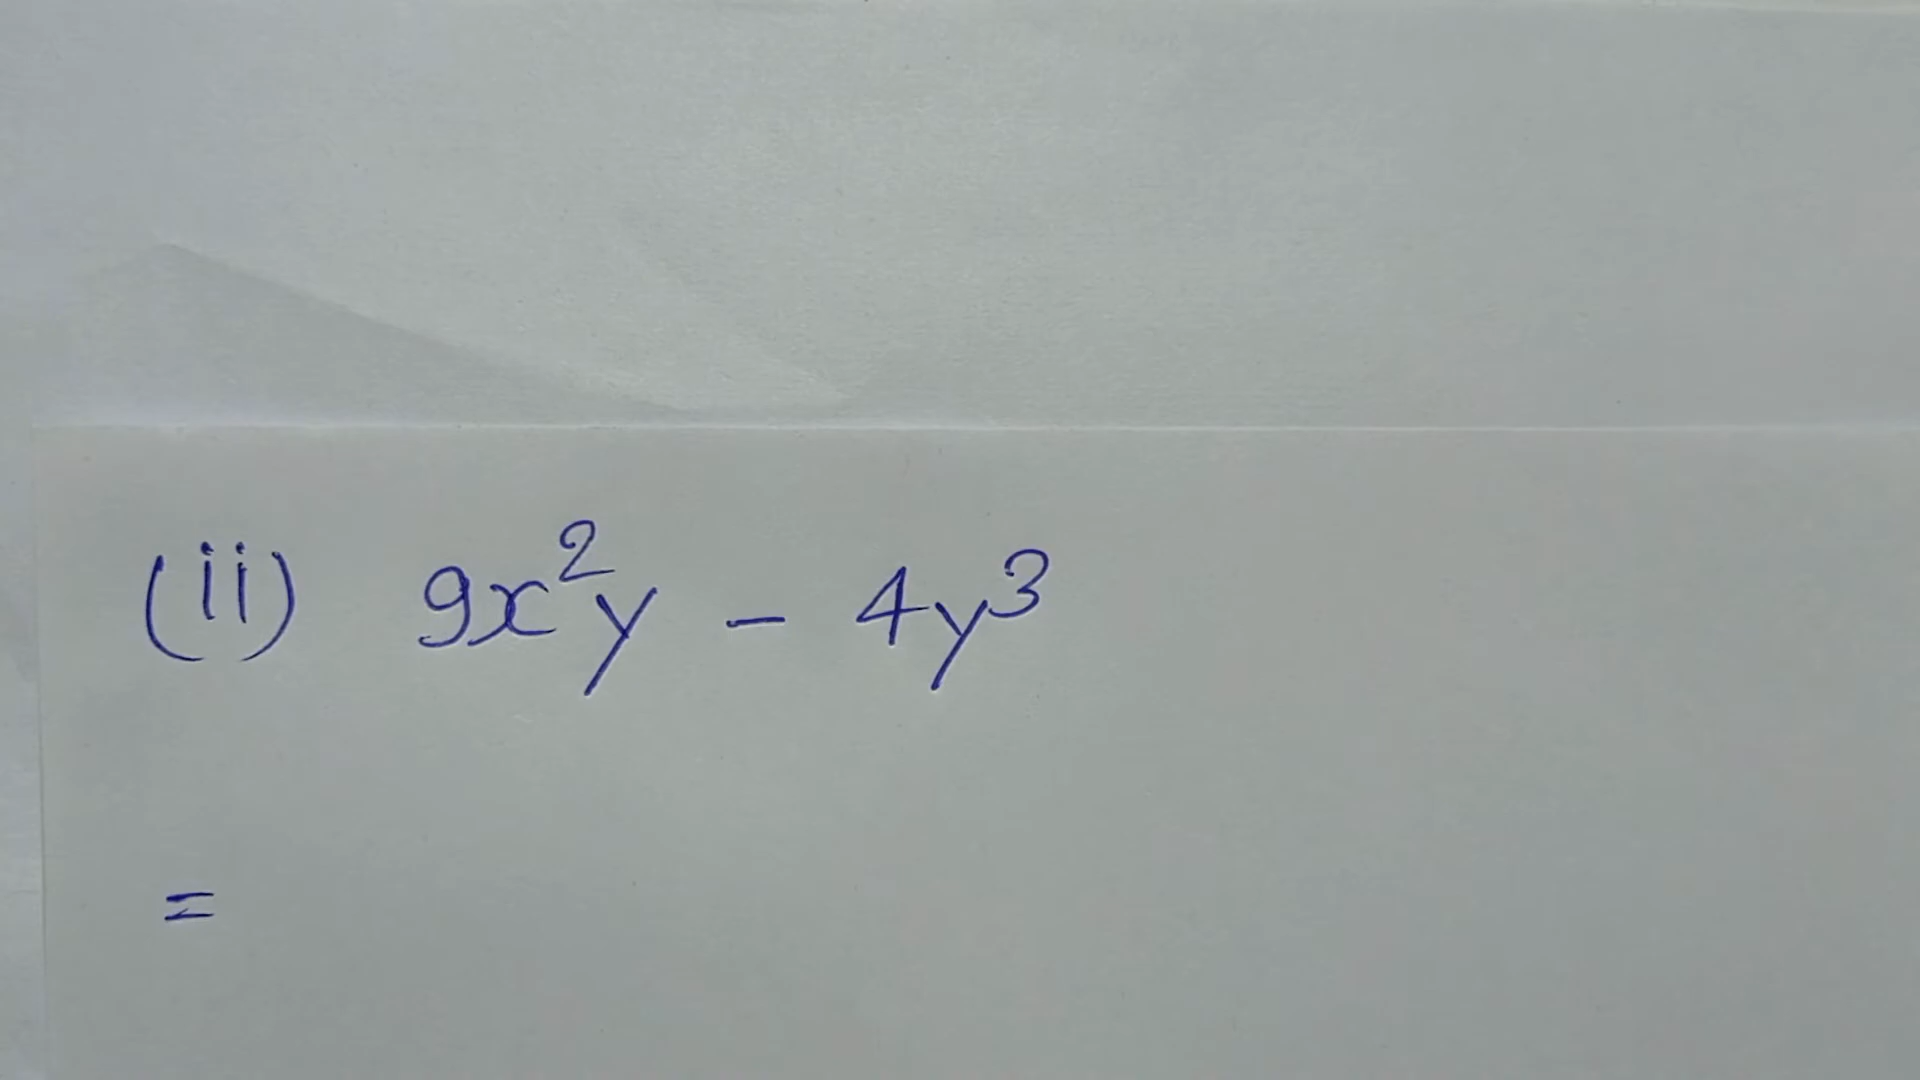 (ii) 9x²y - 4y³
=